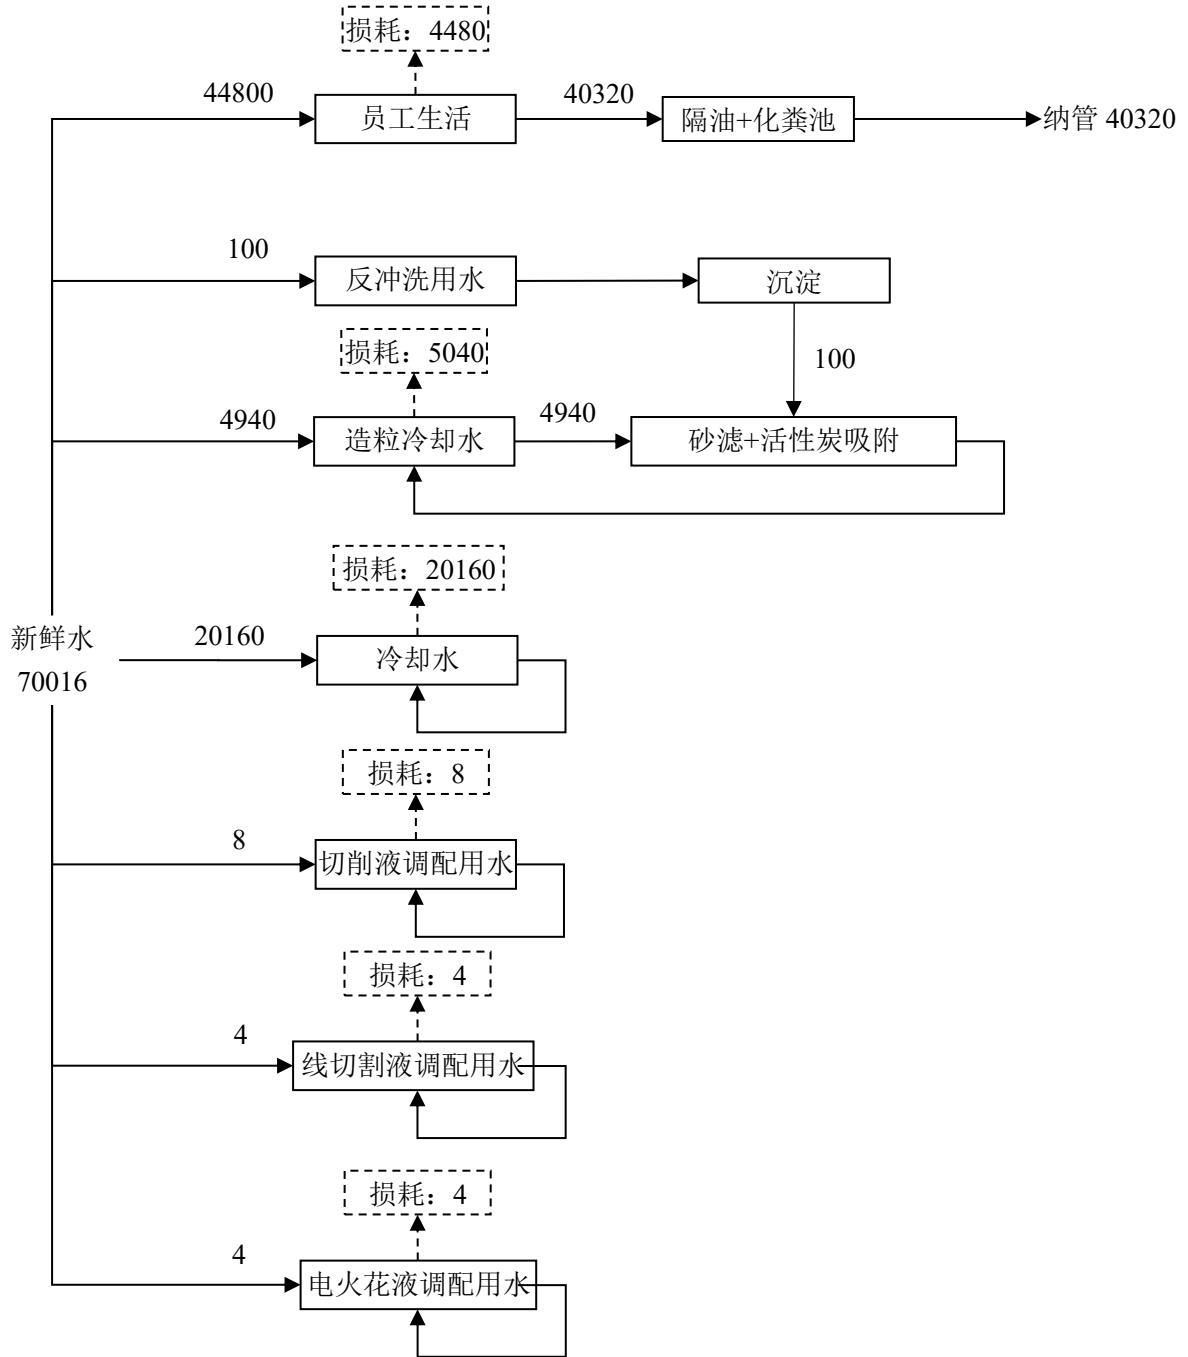 损耗：4480
44800
员工生活
40320
隔油+化粪池
纳管 40320
100
反冲洗用水
沉淀
100
损耗：5040
4940
造粒冷却水
4940
砂滤+活性炭吸附
损耗：20160
新鲜水
70016
20160
冷却水
损耗：8
8
切削液调配用水
损耗：4
4
线切割液调配用水
损耗：4
4
电火花液调配用水